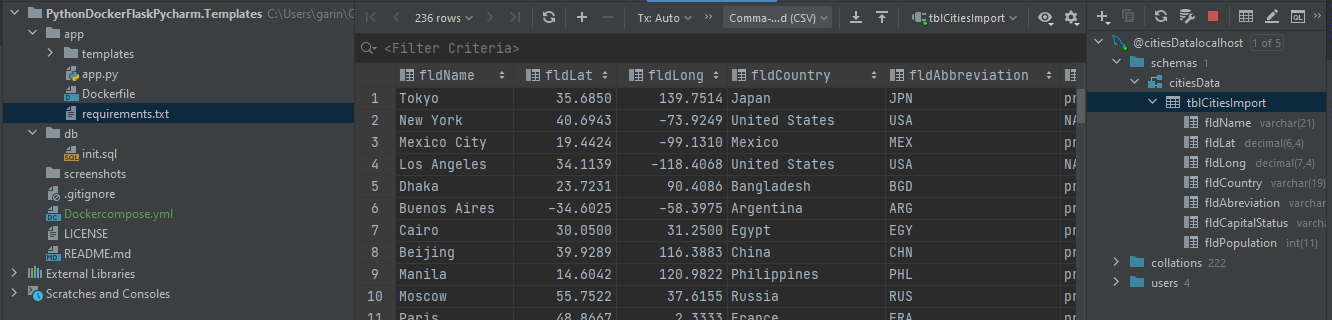 PythonDockerFlaskPycharm.Templates C:\Users\garin\
app
templates
app.py
Dockerfile
requirements.txt
db
init.sql
screenshots
.gitignore
Dockercompose.yml
LICENSE
README.md
External Libraries
Scratches and Consoles
236 rows Tx: Auto Comma-...d (CSV) tblCitiesImport
<Filter Criteria>
fldName fldLat fldLong fldCountry fldAbbreviation
1 Tokyo 35.6850 139.7514 Japan JPN pr
2 New York 40.6943 -73.9249 United States USA NA
3 Mexico City 19.4424 -99.1310 Mexico MEX pr
4 Los Angeles 34.1139 -118.4068 United States USA NA
5 Dhaka 23.7231 90.4086 Bangladesh BGD pr
6 Buenos Aires -34.6025 -58.3975 Argentina ARG pr
7 Cairo 30.0500 31.2500 Egypt EGY pr
8 Beijing 39.9289 116.3883 China CHN pr
9 Manila 14.6042 120.9822 Philippines PHL pr
10 Moscow 55.7522 37.6155 Russia RUS pr
11 Paris 48.8667 2.3333 France FRA pr
@citiesDatalocalhost 1 of 5
schemas 1
citiesData
tblCitiesImport
fldName varchar(21)
fldLat decimal(6,4)
fldLong decimal(7,4)
fldCountry varchar(19)
fldAbreviation varcha
fldCapitalStatus varc
fldPopulation int(11)
collations 222
users 4